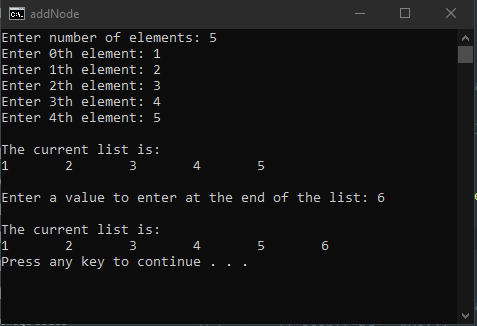 addNode
Enter number of elements: 5
Enter 0th element: 1
Enter 1th element: 2
Enter 2th element: 3
Enter 3th element: 4
Enter 4th element: 5
The current list is:
1 2 3 4 5
Enter a value to enter at the end of the list: 6
The current list is:
1 2 3 4 5 6
Press any key to continue . . .